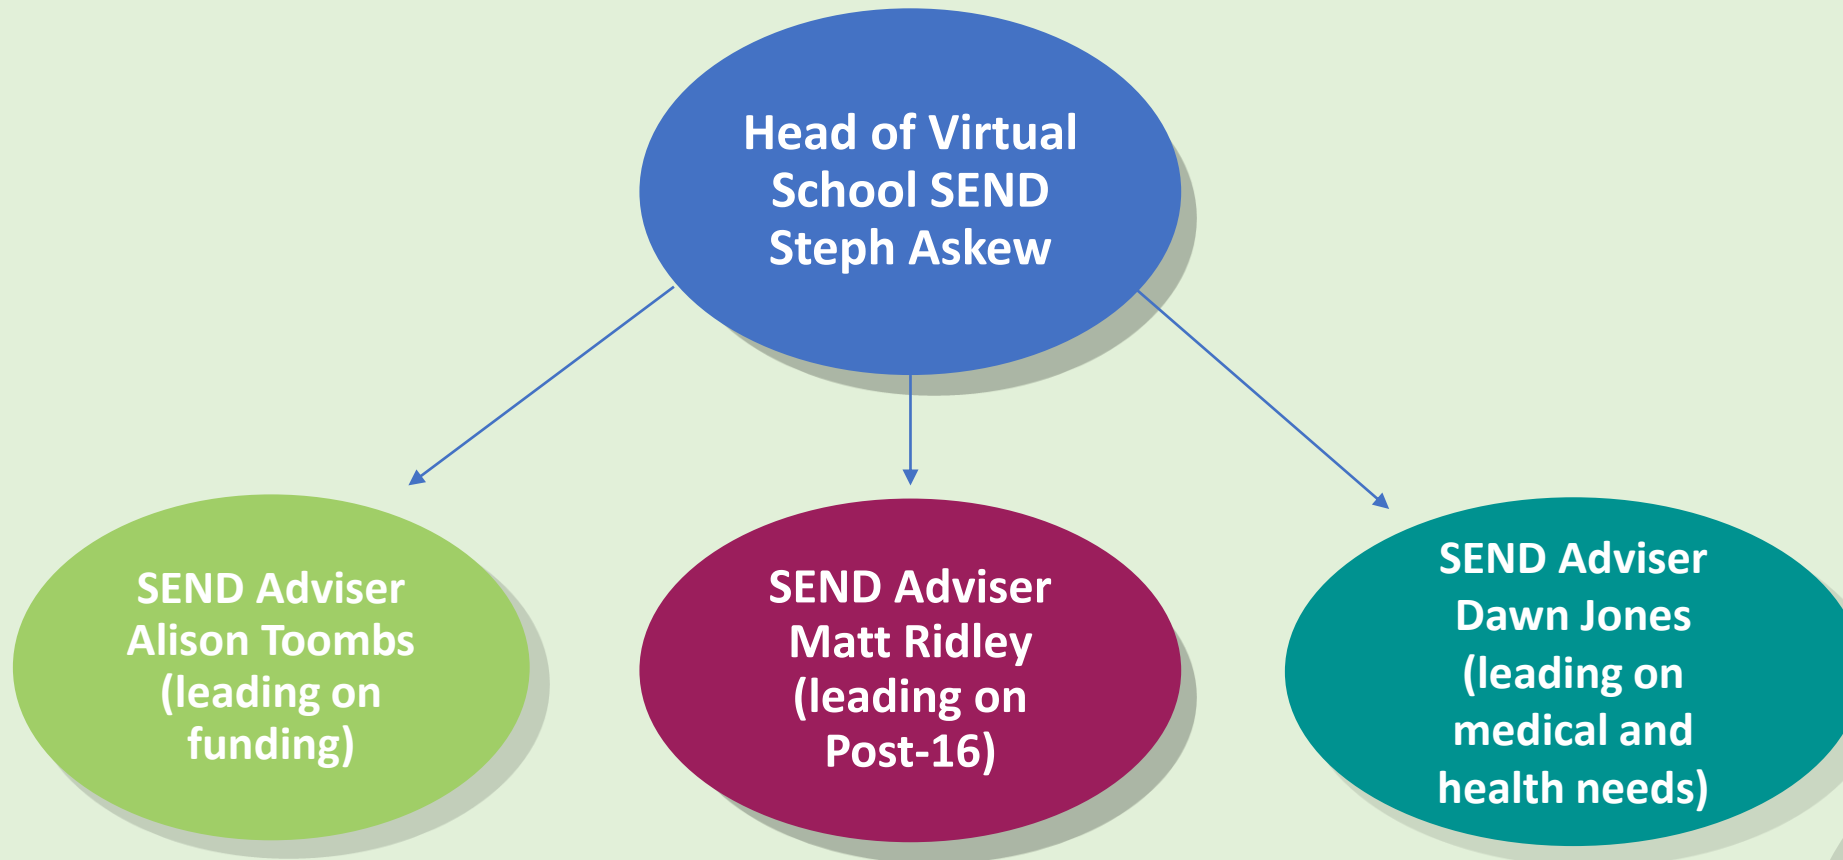 Head of Virtual
School SEND
Steph Askew
SEND Adviser
Alison Toombs
(leading on
funding)
SEND Adviser
Matt Ridley
(leading on
Post-16)
SEND Adviser
Dawn Jones
(leading on
medical and
health needs)